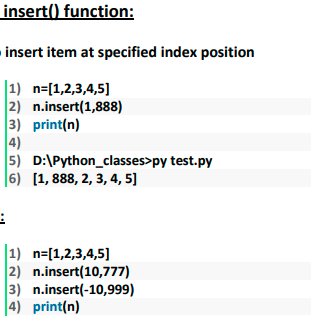 insert() function:
insert item at specified index position
1) n=[1,2,3,4,5]
2) n.insert(1,888)
3) print(n)
4)
5) D:\Python_classes>py test.py
6) [1, 888, 2, 3, 4, 5]
:
1) n=[1,2,3,4,5]
2) n.insert(10,777)
3) n.insert(-10,999)
4) print(n)